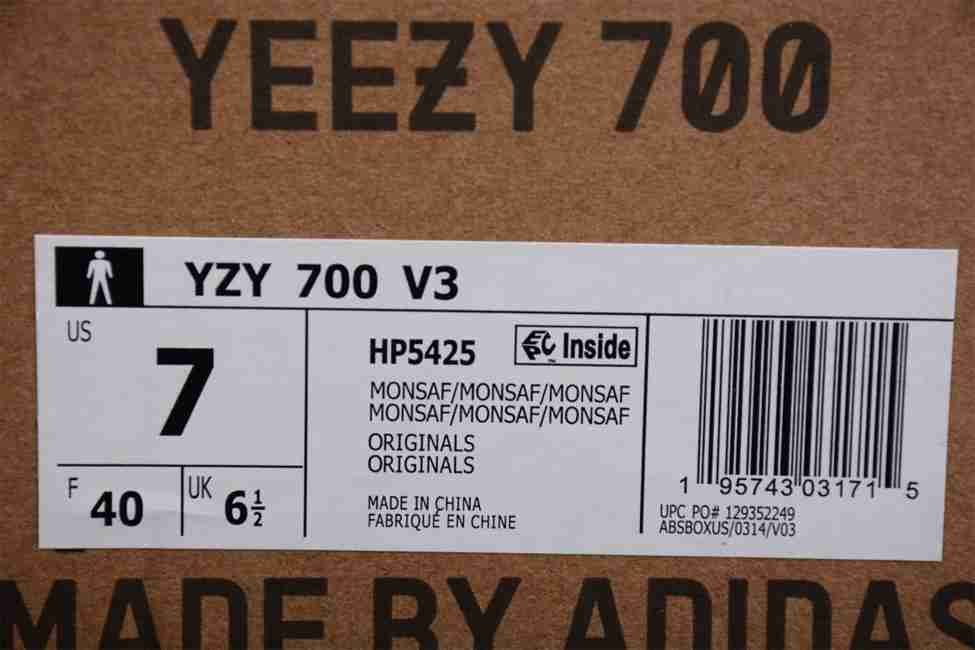 YEEZY 700
YZY 700 V3
US
7
F 40
UK 6½
HP5425
EPC Inside
MONSAF/MONSAF/MONSAF
MONSAF/MONSAF/MONSAF
ORIGINALS
ORIGINALS
MADE IN CHINA
FABRIQUÉ EN CHINE
1 95743 03171 5
UPC PO# 129352249
ABSBOXUS/0314/V03
MADE BY ADIDAS